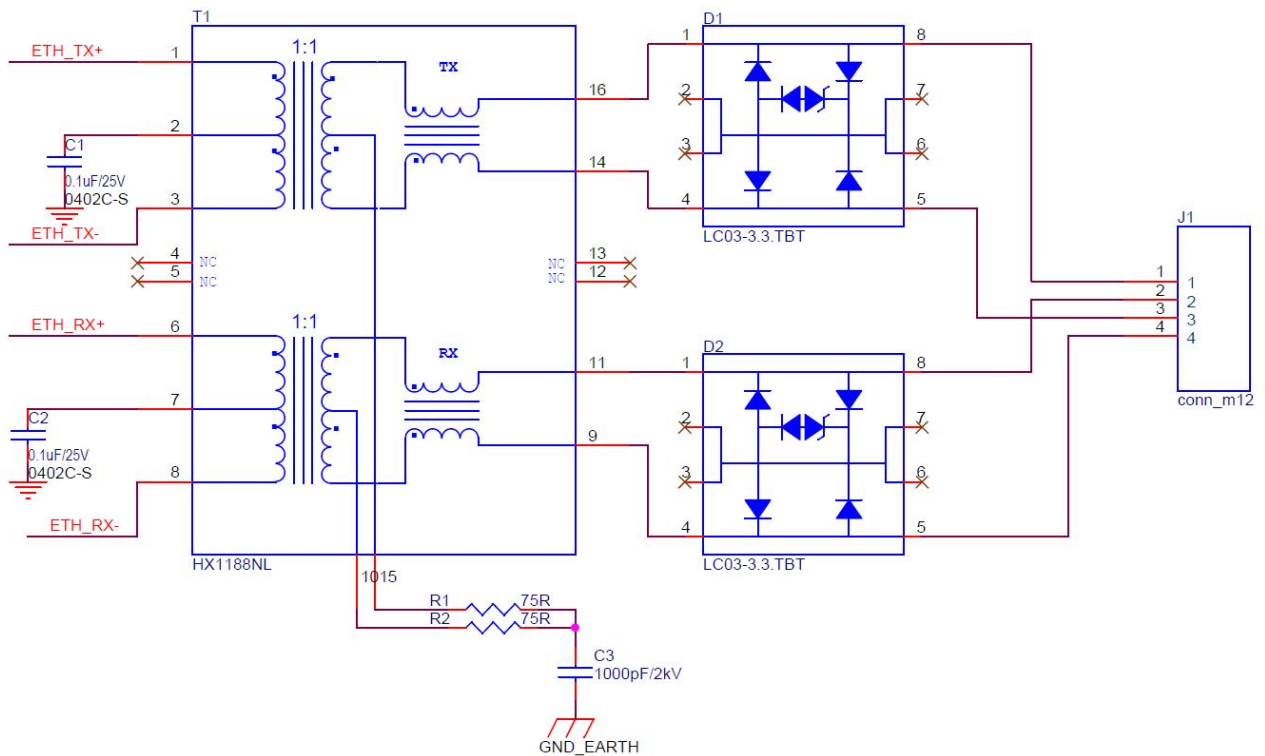 T1
ETH_TX+
1
1:1
TX
16
2
C1
0.1uF/25V
0402C-S
14
3
ETH_TX-
4
NC
5
NC
NC
13
NC
12
ETH_RX+
6
1:1
RX
11
7
C2
0.1uF/25V
0402C-S
9
8
ETH_RX-
HX1188NL
1015
R1
75R
R2
75R
C3
1000pF/2kV
GND_EARTH
D1
1
8
2
7
3
6
4
5
LC03-3.3.TBT
D2
1
8
2
7
3
6
4
5
LC03-3.3.TBT
J1
1
1
2
2
3
3
4
4
conn_m12